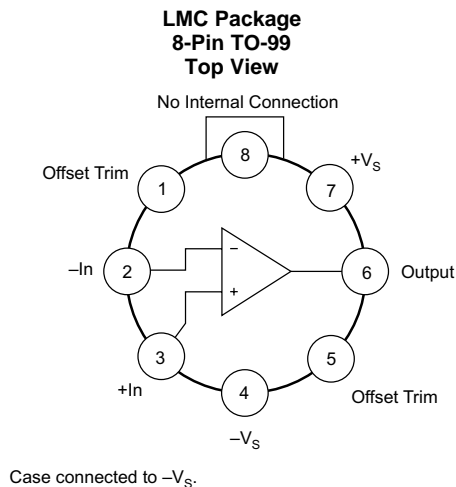 LMC Package
8-Pin TO-99
Top View
No Internal Connection
8
Offset Trim
1
+VS
7
–In
2
–
+
6
Output
3
+In
5
Offset Trim
4
–VS
Case connected to –VS.